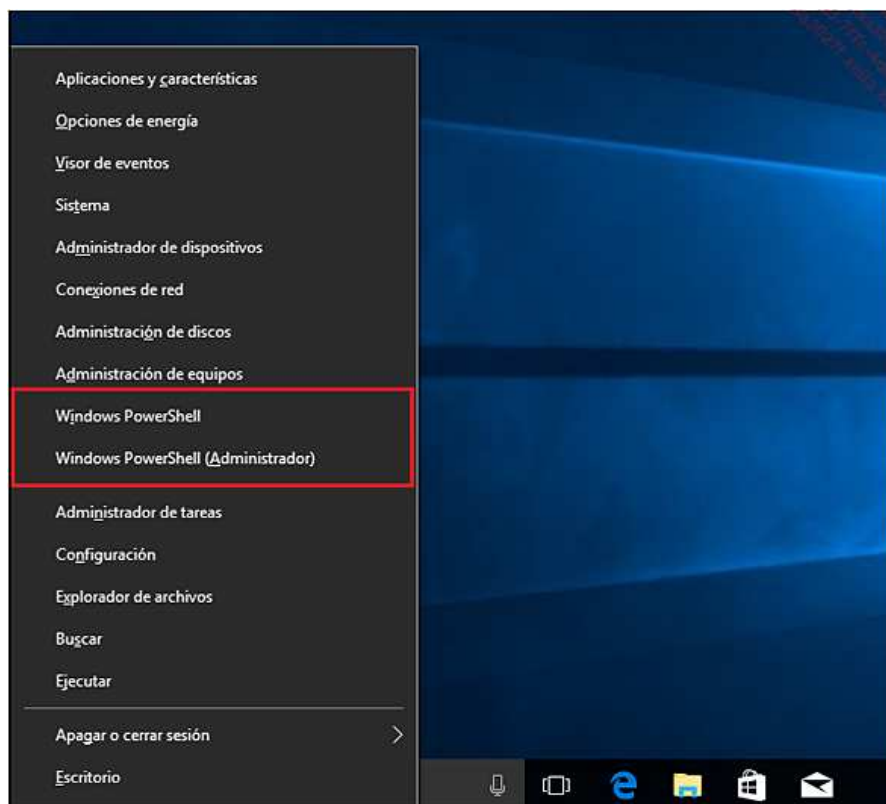 Aplicaciones y características
Opciones de energía
Visor de eventos
Sistema
Administrador de dispositivos
Conexiones de red
Administración de discos
Administración de equipos
Windows PowerShell
Windows PowerShell (Administrador)
Administrador de tareas
Configuración
Explorador de archivos
Buscar
Ejecutar
Apagar o cerrar sesión
Escritorio